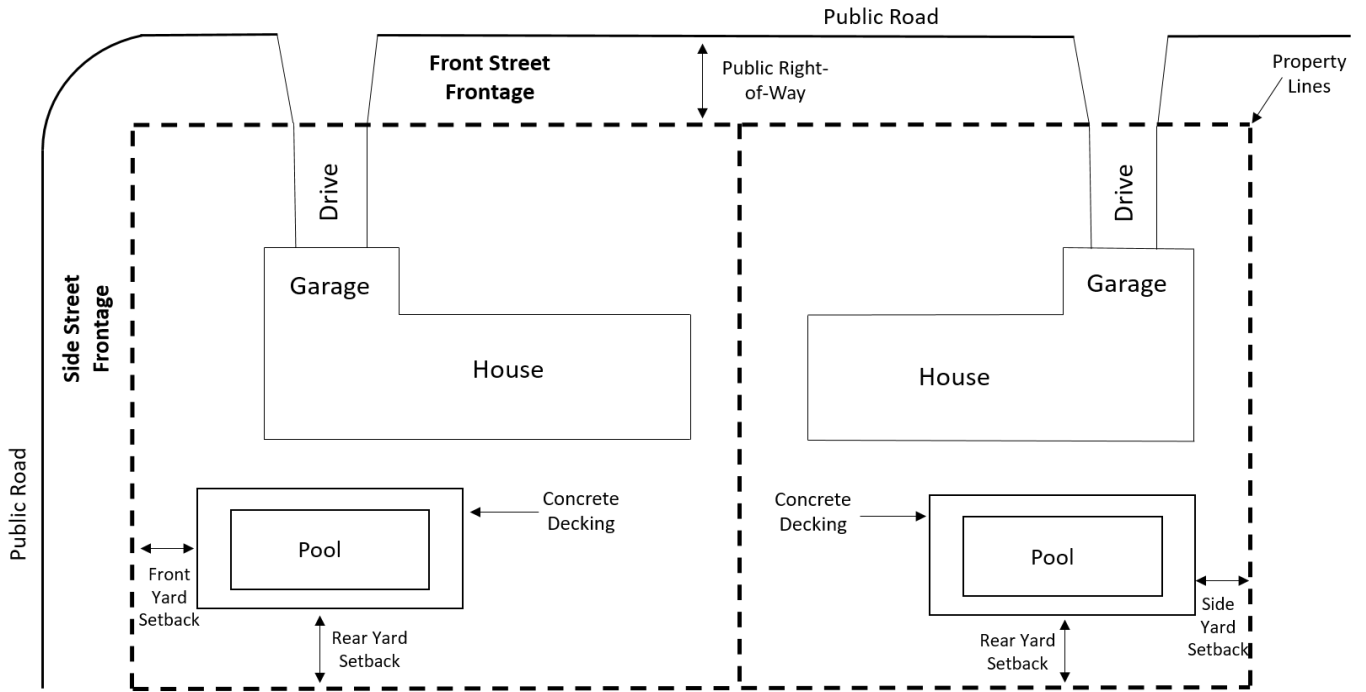 Public Road
Front Street
Frontage
Public Right-
of-Way
Property
Lines
Drive
Drive
Garage
Garage
Side Street
Frontage
House
House
Public Road
Concrete
Decking
Concrete
Decking
Pool
Pool
Front
Yard
Setback
Rear Yard
Setback
Rear Yard
Setback
Side
Yard
Setback